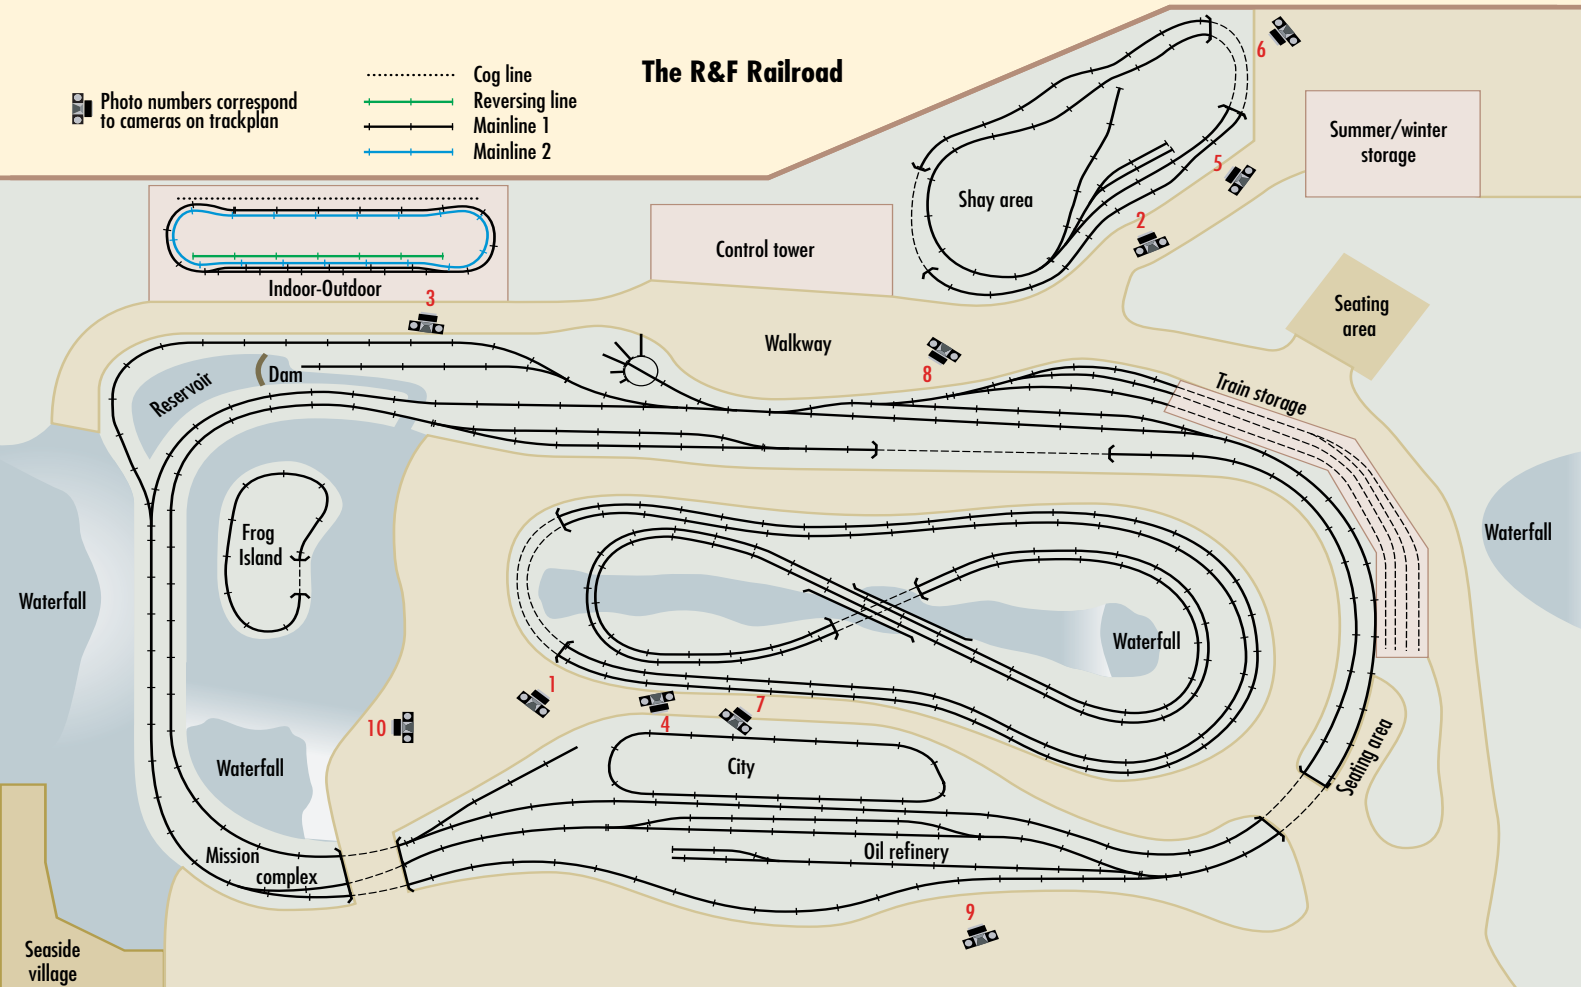 The R&F Railroad
Photo numbers correspond
to cameras on trackplan
Cog line
Reversing line
Mainline 1
Mainline 2
6
Summer/winter
storage
5
Shay area
2
Control tower
Indoor-Outdoor
3
Seating
area
Walkway
8
Train storage
Reservoir
Dam
Frog
Island
Waterfall
Waterfall
Waterfall
1
4
7
10
Waterfall
City
Seating area
Mission
complex
Oil refinery
9
Seaside
village